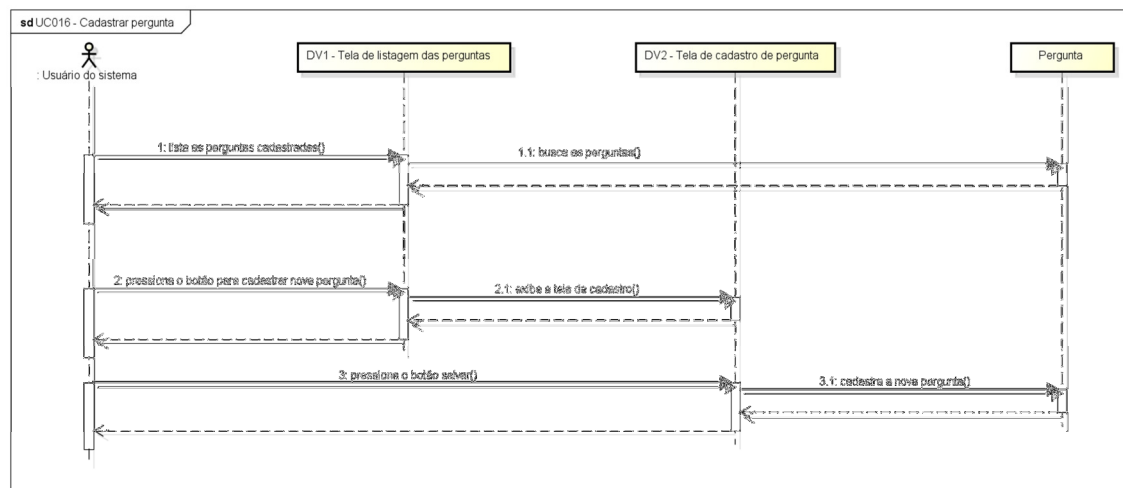 sd UC016 - Cadastrar pergunta
: Usuário do sistema
DV1 - Tela de listagem das perguntas
DV2 - Tela de cadastro de pergunta
Pergunta
1: lista as perguntas cadastradas()
1.1: busca as perguntas()
2: pressiona o botão para cadastrar nova pergunta()
2.1: exibe a tela de cadastro()
3: pressiona o botão salvar()
3.1: cadastra a nova pergunta()